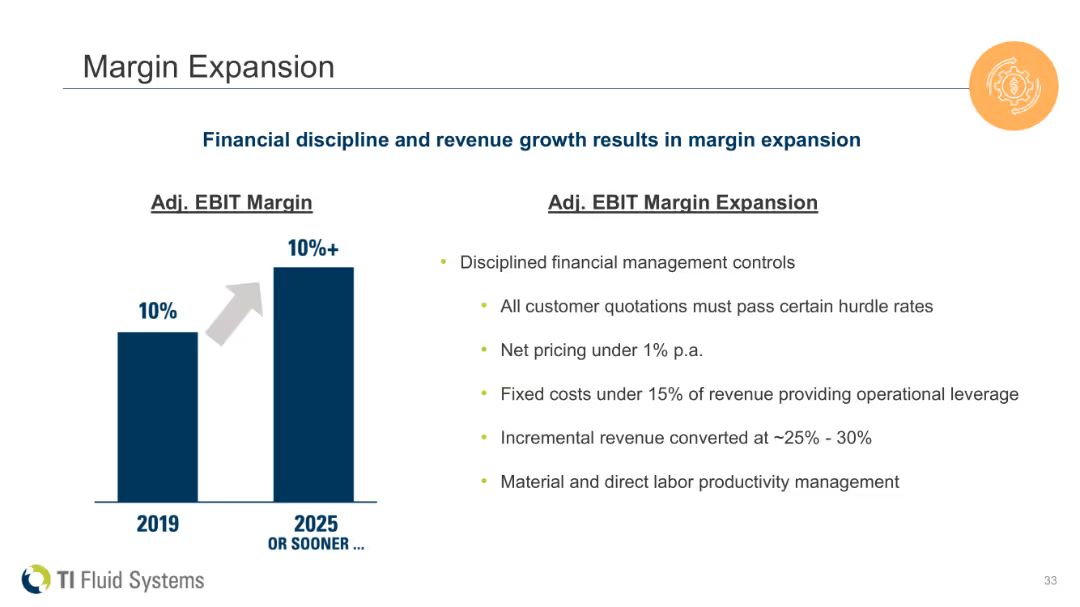 Margin Expansion
Financial discipline and revenue growth results in margin expansion
Adj. EBIT Margin
10%
10%+
2019
2025
OR SOONER ...
Adj. EBIT Margin Expansion
• Disciplined financial management controls
• All customer quotations must pass certain hurdle rates
• Net pricing under 1% p.a.
• Fixed costs under 15% of revenue providing operational leverage
• Incremental revenue converted at ~25% - 30%
• Material and direct labor productivity management
TI Fluid Systems
33